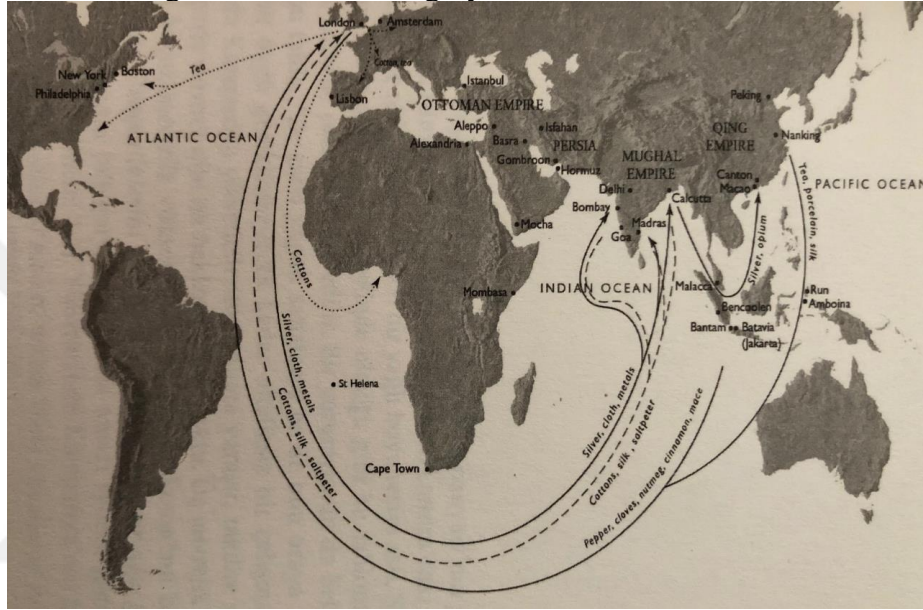 London
Amsterdam
Tea
Boston
New York
Philadelphia
Lisbon
Istanbul
OTTOMAN EMPIRE
ATLANTIC OCEAN
Aleppo
Isfahan
Alexandria
Basra
PERSIA
Gombroon
Hormuz
Peking
QING
EMPIRE
Nanking
MUGHAL
EMPIRE
Canton
Macao
PACIFIC OCEAN
Delhi
Calcutta
Bombay
Madras
Goa
Mocha
Tea, porcelain, silk
Silver, opium
Cottons
Mombasa
INDIAN OCEAN
Malacca
Run
Bencoolen
Amboina
Bantam
Batavia
(Jakarta)
St Helena
Silver, cloth, metals
Cottons, silk, saltpeter
Silver, cloth, metals
Cottons, silk, saltpeter
Pepper, cloves, nutmeg, cinnamon, mace
Cape Town